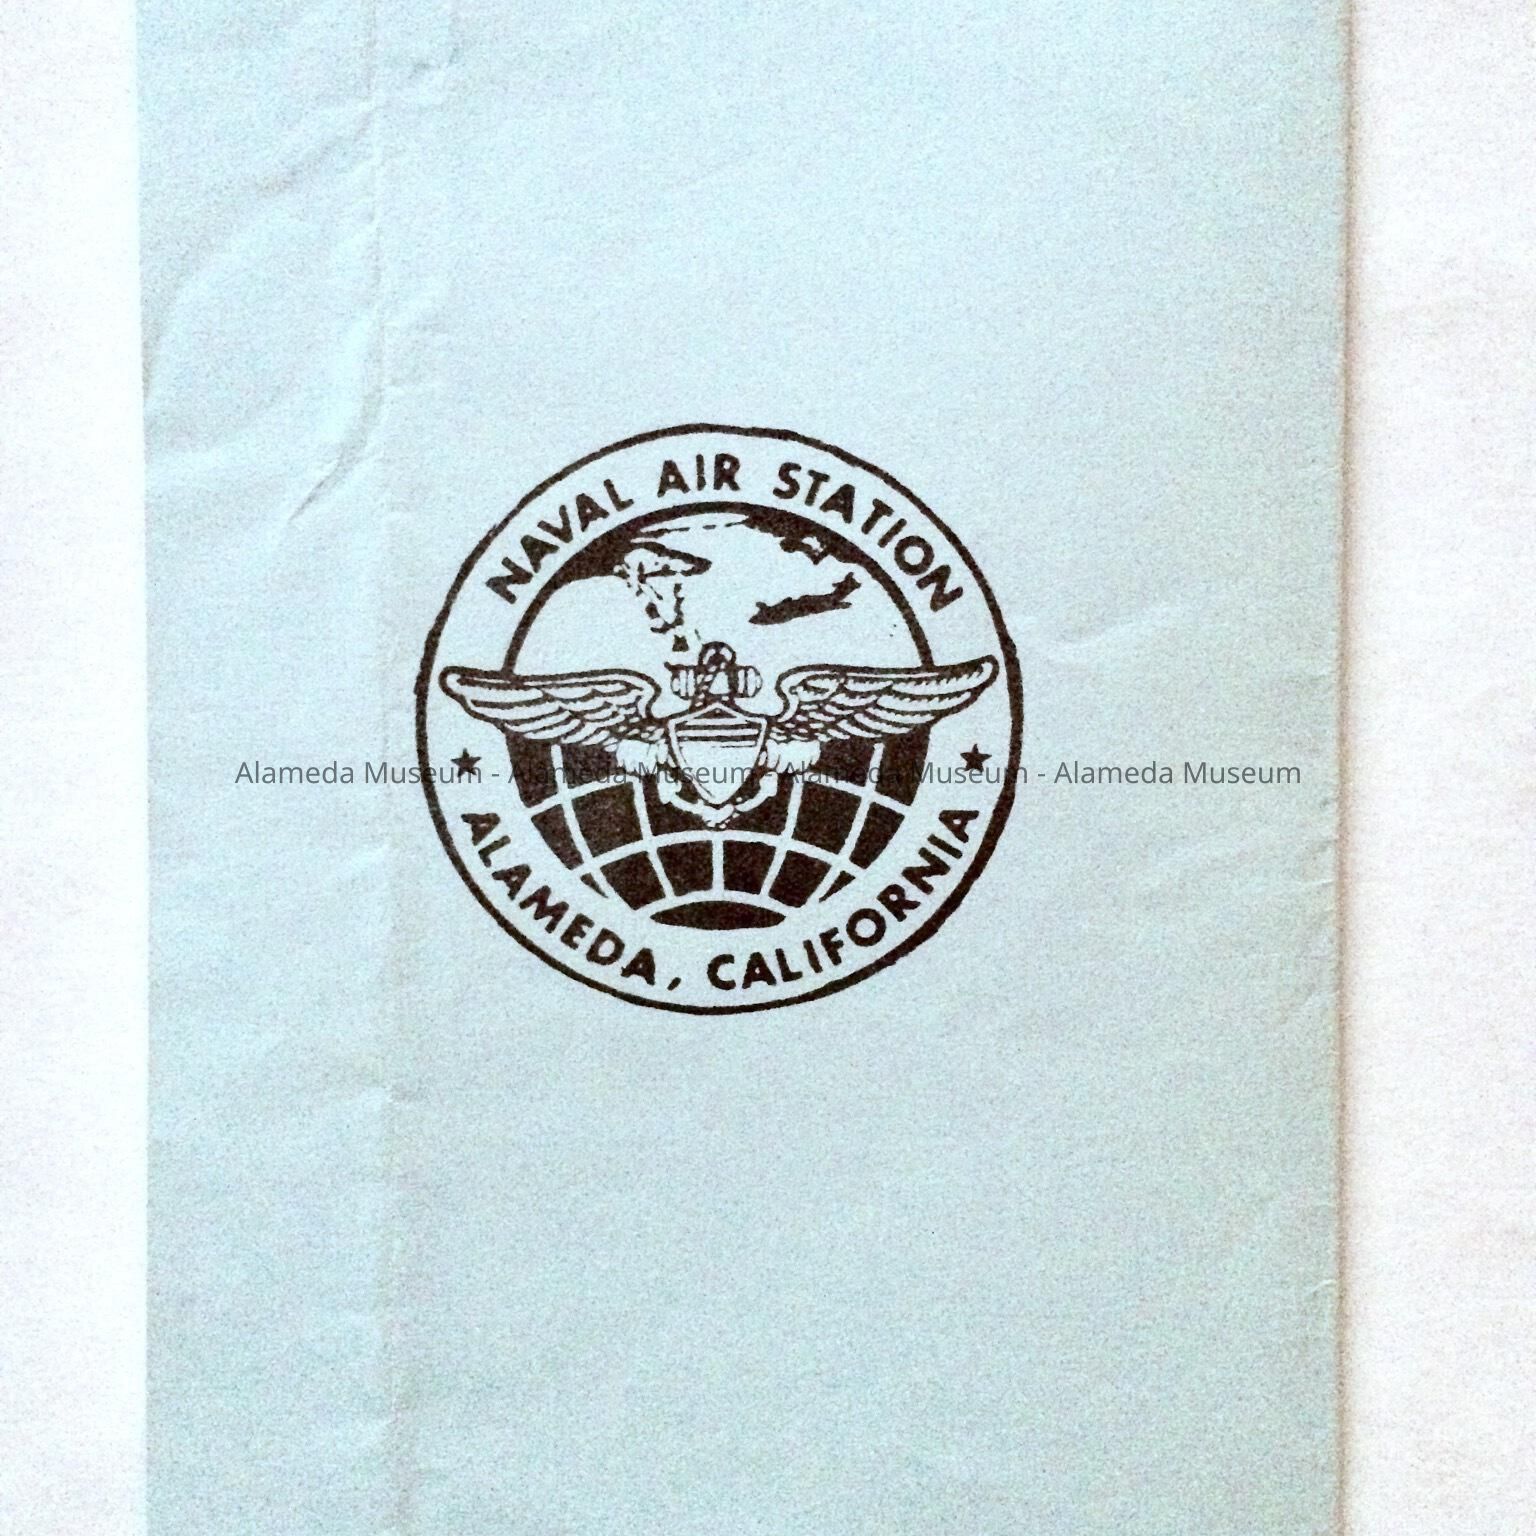 NAVAL AIR STATION
Alameda Museum - Alameda Museum - Alameda Museum - Alameda Museum
ALAMEDA, CALIFORNIA